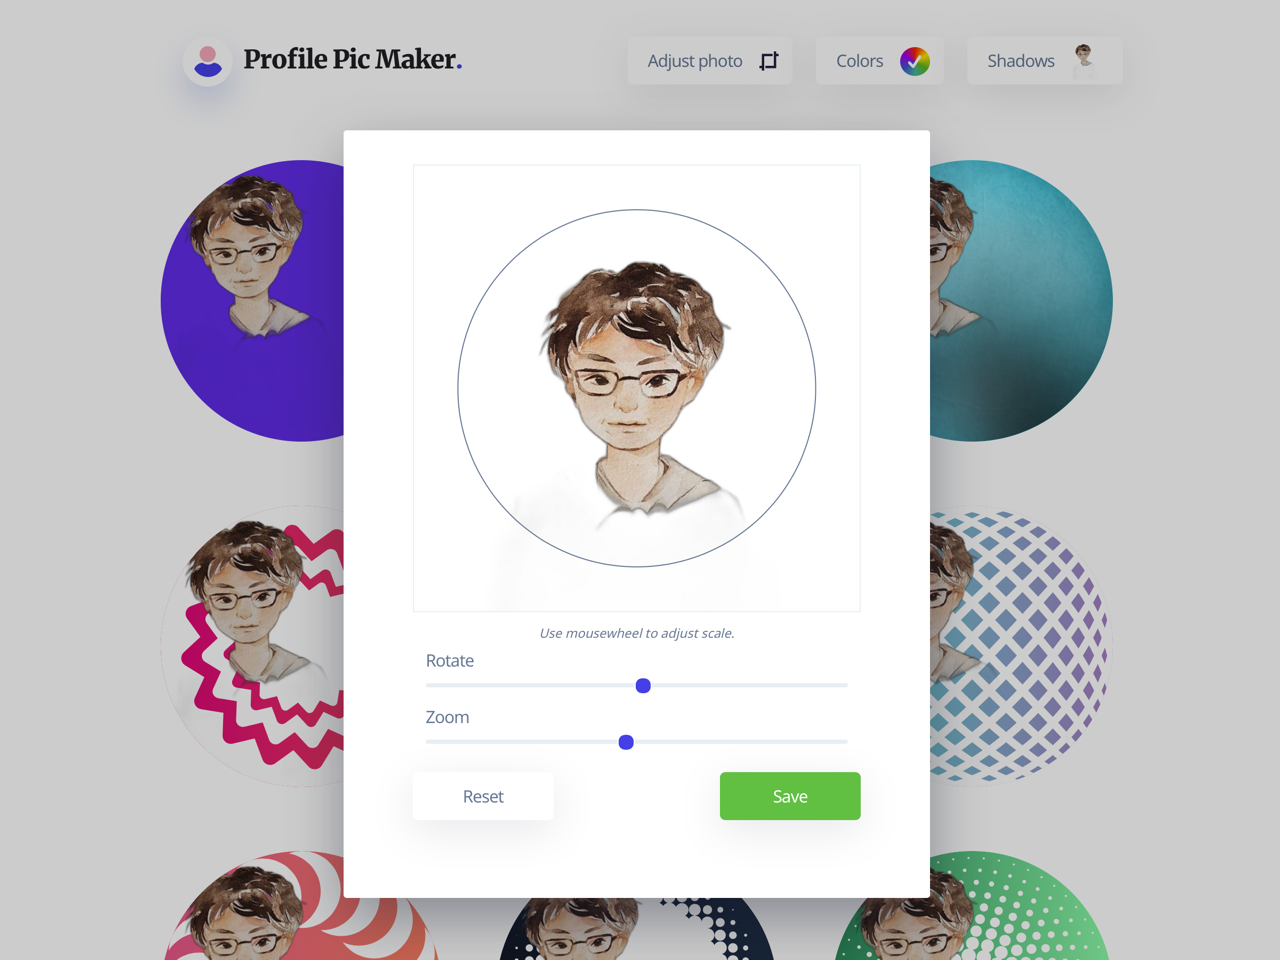 Profile Pic Maker.
Adjust photo
Colors
Shadows
Use mousewheel to adjust scale.
Rotate
Zoom
Reset
Save